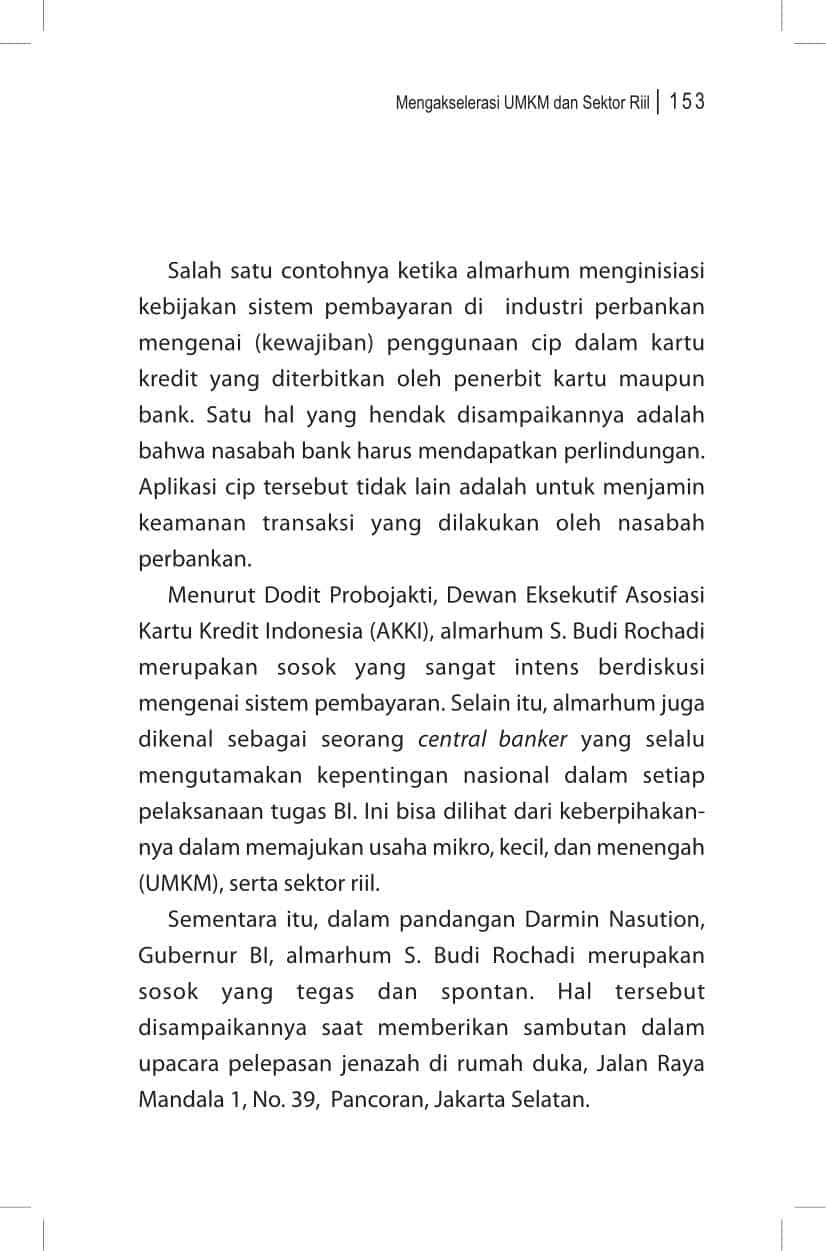 Mengakselerasi UMKM dan Sektor Riil | 153
Salah satu contohnya ketika almarhum menginisiasi
kebijakan sistem pembayaran di industri perbankan
mengenai (kewajiban) penggunaan cip dalam kartu
kredit yang diterbitkan oleh penerbit kartu maupun
bank. Satu hal yang hendak disampaikannya adalah
bahwa nasabah bank harus mendapatkan perlindungan.
Aplikasi cip tersebut tidak lain adalah untuk menjamin
keamanan transaksi yang dilakukan oleh nasabah
perbankan.
Menurut Dodit Probojakti, Dewan Eksekutif Asosiasi
Kartu Kredit Indonesia (AKKI), almarhum S. Budi Rochadi
merupakan sosok yang sangat intens berdiskusi
mengenai sistem pembayaran. Selain itu, almarhum juga
dikenal sebagai seorang central banker yang selalu
mengutamakan kepentingan nasional dalam setiap
pelaksanaan tugas BI. Ini bisa dilihat dari keberpihakan-
nya dalam memajukan usaha mikro, kecil, dan menengah
(UMKM), serta sektor riil.
Sementara itu, dalam pandangan Darmin Nasution,
Gubernur BI, almarhum S. Budi Rochadi merupakan
sosok yang tegas dan spontan. Hal tersebut
disampaikannya saat memberikan sambutan dalam
upacara pelepasan jenazah di rumah duka, Jalan Raya
Mandala 1, No. 39, Pancoran, Jakarta Selatan.